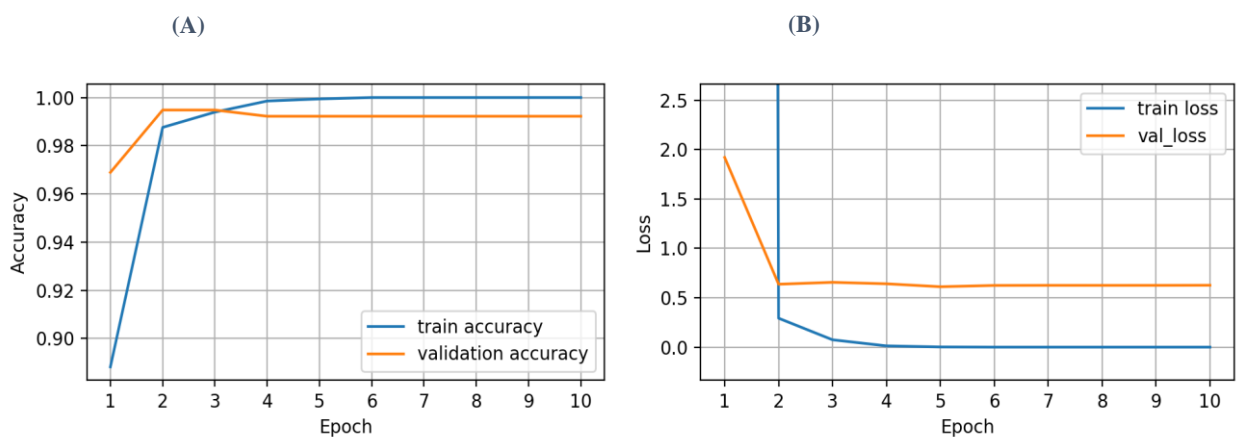 (A)
1.00
0.98
0.96
0.94
0.92
0.90
Accuracy
train accuracy
validation accuracy
1 2 3 4 5 6 7 8 9 10
Epoch
(B)
2.5
2.0
1.5
1.0
0.5
0.0
Loss
train loss
val_loss
1 2 3 4 5 6 7 8 9 10
Epoch